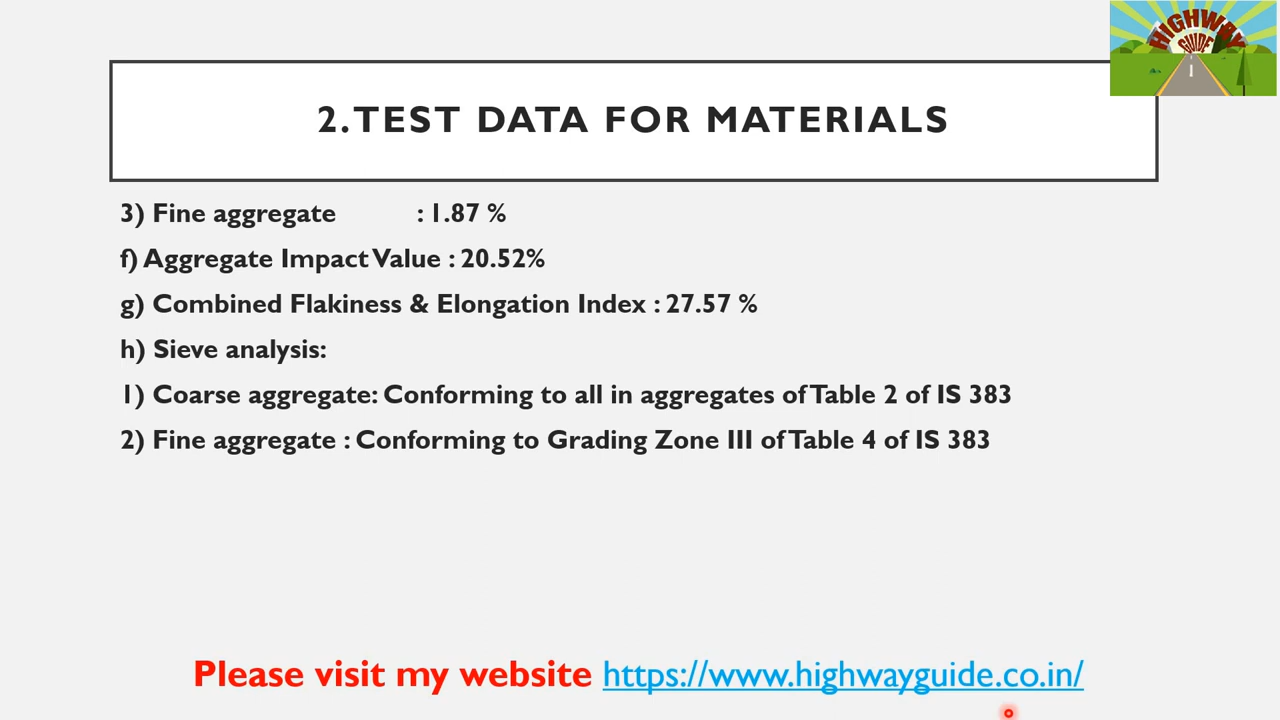 HIGHWAY
GUIDE
2. TEST DATA FOR MATERIALS
3) Fine aggregate : 1.87 %
f) Aggregate Impact Value : 20.52%
g) Combined Flakiness & Elongation Index : 27.57 %
h) Sieve analysis:
1) Coarse aggregate: Conforming to all in aggregates of Table 2 of IS 383
2) Fine aggregate : Conforming to Grading Zone III of Table 4 of IS 383
Please visit my website https://www.highwayguide.co.in/